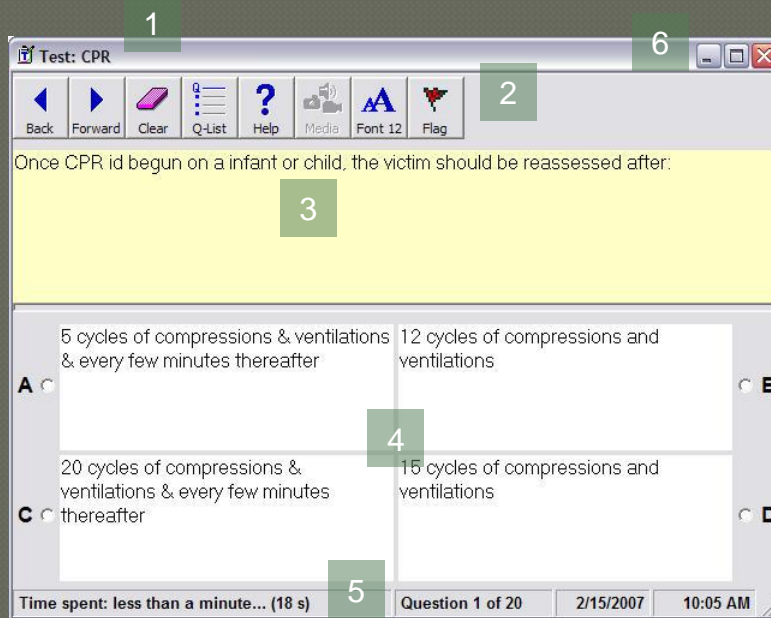 1
6
Test: CPR
2
Back Forward Clear Q-List Help Media Font 12 Flag
Once CPR id begun on a infant or child, the victim should be reassessed after:
3
A
5 cycles of compressions & ventilations
& every few minutes thereafter
12 cycles of compressions and
ventilations
4
C
20 cycles of compressions &
ventilations & every few minutes
thereafter
15 cycles of compressions and
ventilations
5
Time spent: less than a minute... (18 s) Question 1 of 20 2/15/2007 10:05 AM